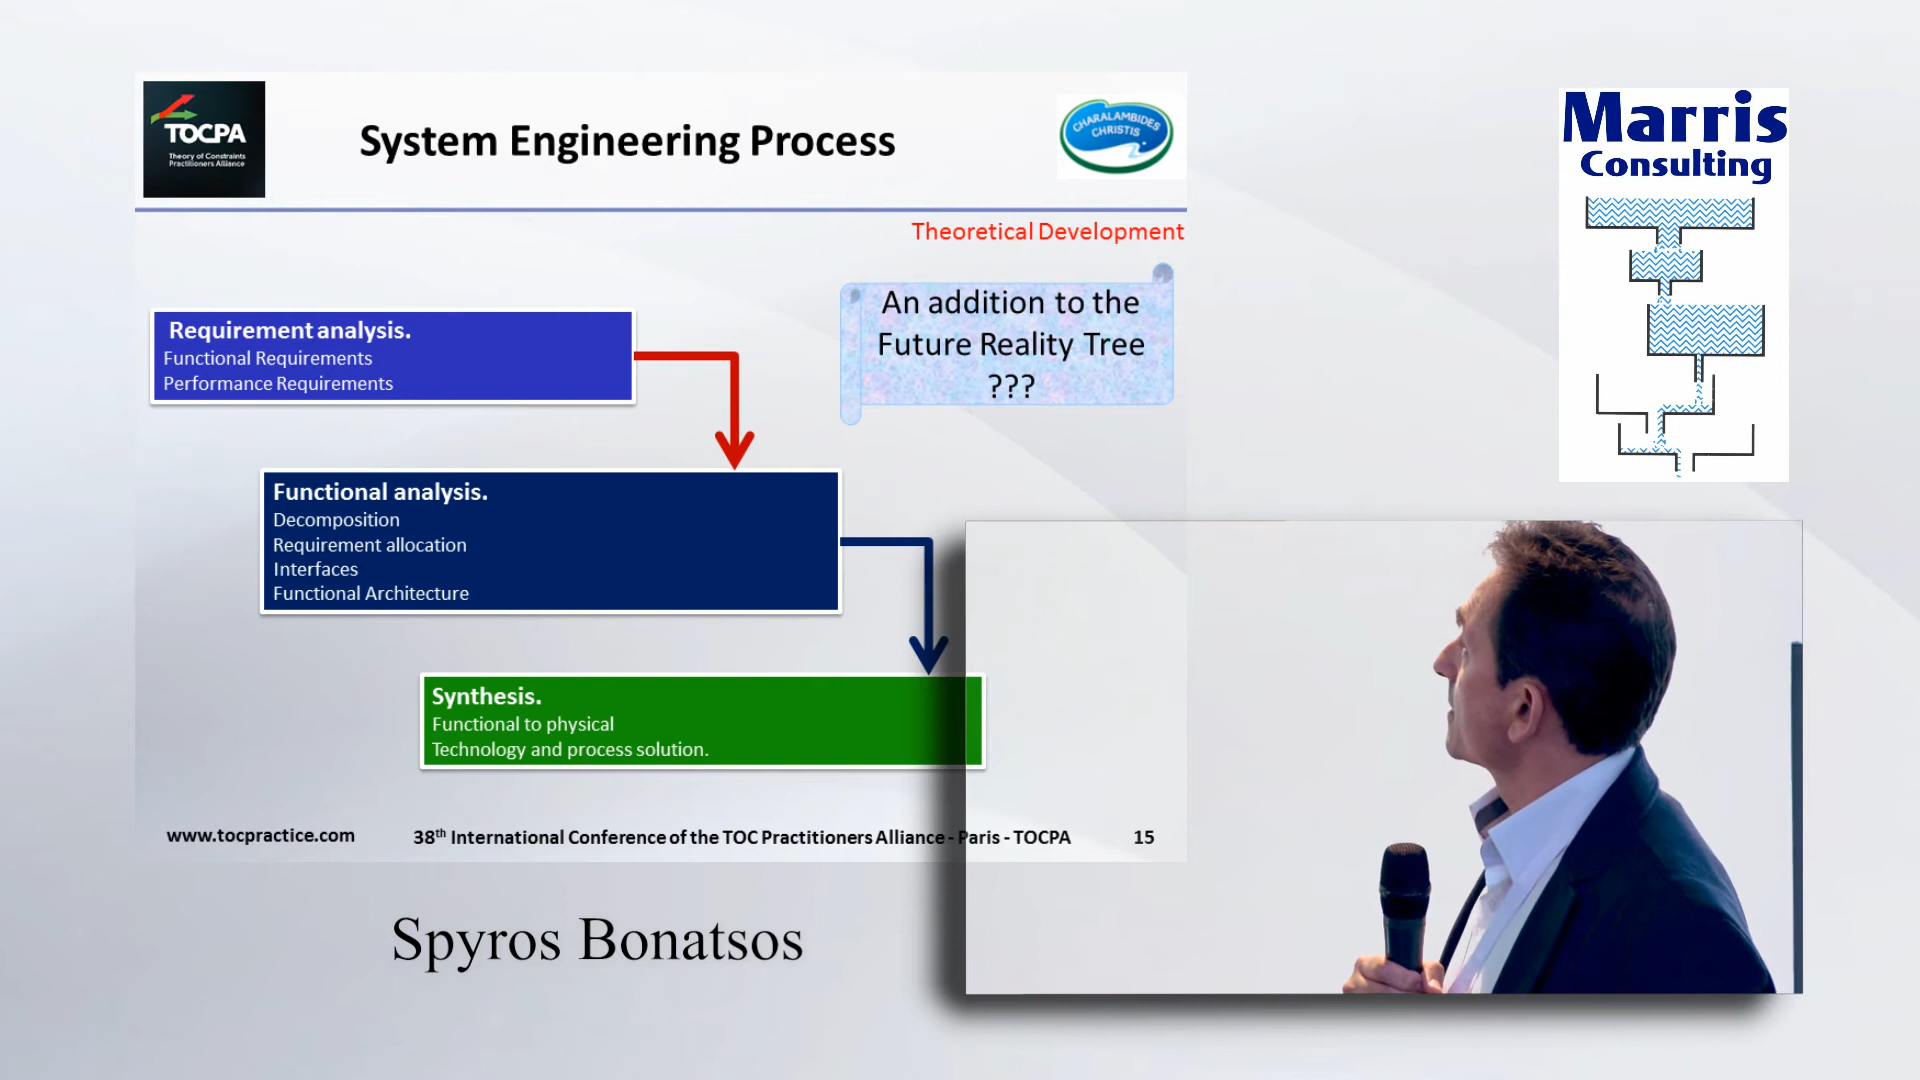 TOCPA
Theory of Constraints
Practitioners Alliance
System Engineering Process
CHARALAMBIDES
CHRISTIS
Marris
Consulting
Theoretical Development
An addition to the
Future Reality Tree
???
Requirement analysis.
Functional Requirements
Performance Requirements
Functional analysis.
Decomposition
Requirement allocation
Interfaces
Functional Architecture
Synthesis.
Functional to physical
Technology and process solution.
www.tocpractice.com
38th International Conference of the TOC Practitioners Alliance - Paris - TOCPA
15
Spyros Bonatsos